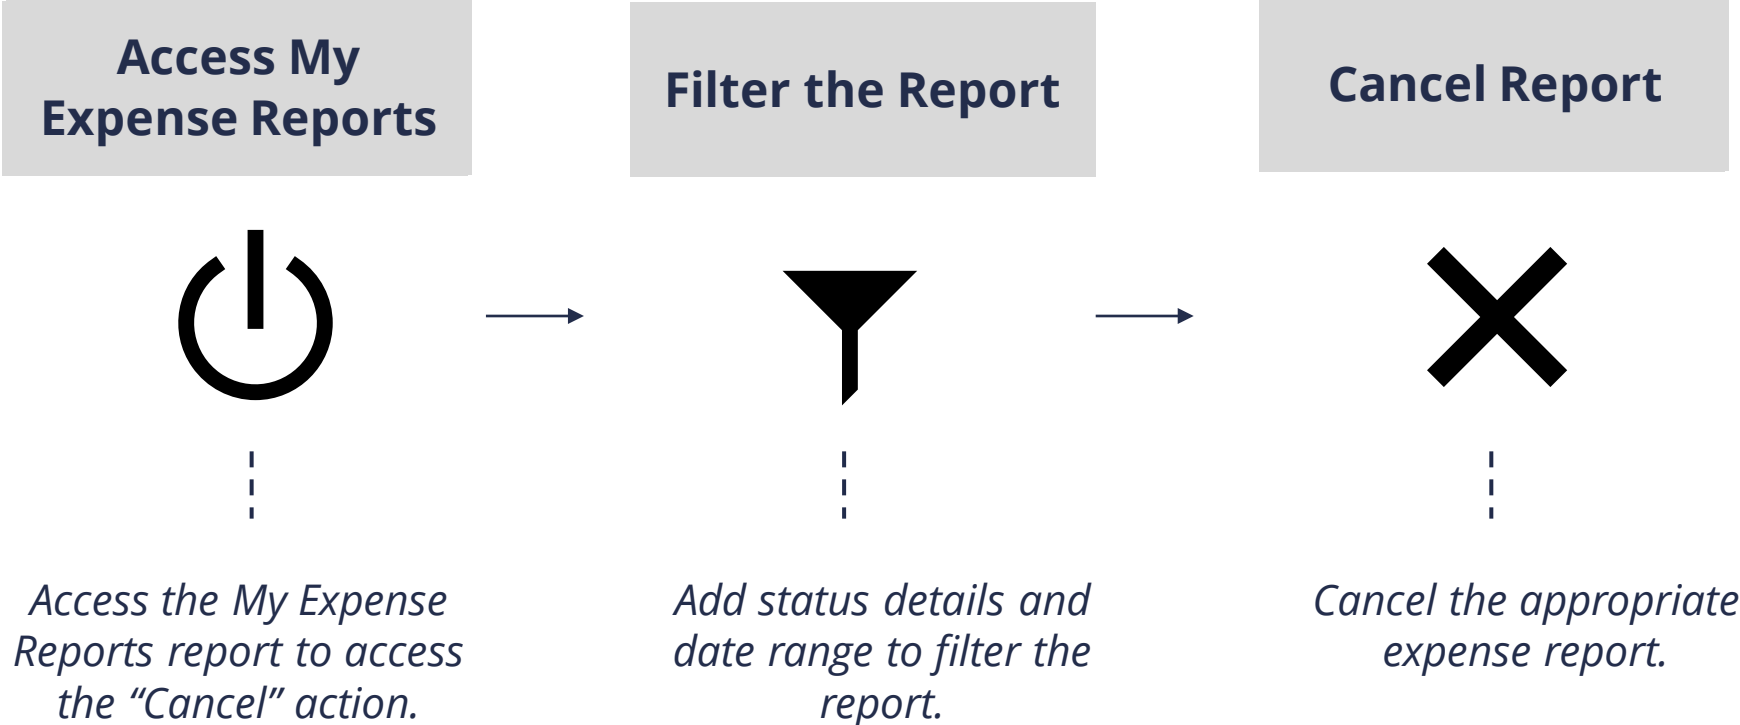 Access My
Expense Reports
Filter the Report
Cancel Report
Access the My Expense
Reports report to access
the “Cancel” action.
Add status details and
date range to filter the
report.
Cancel the appropriate
expense report.